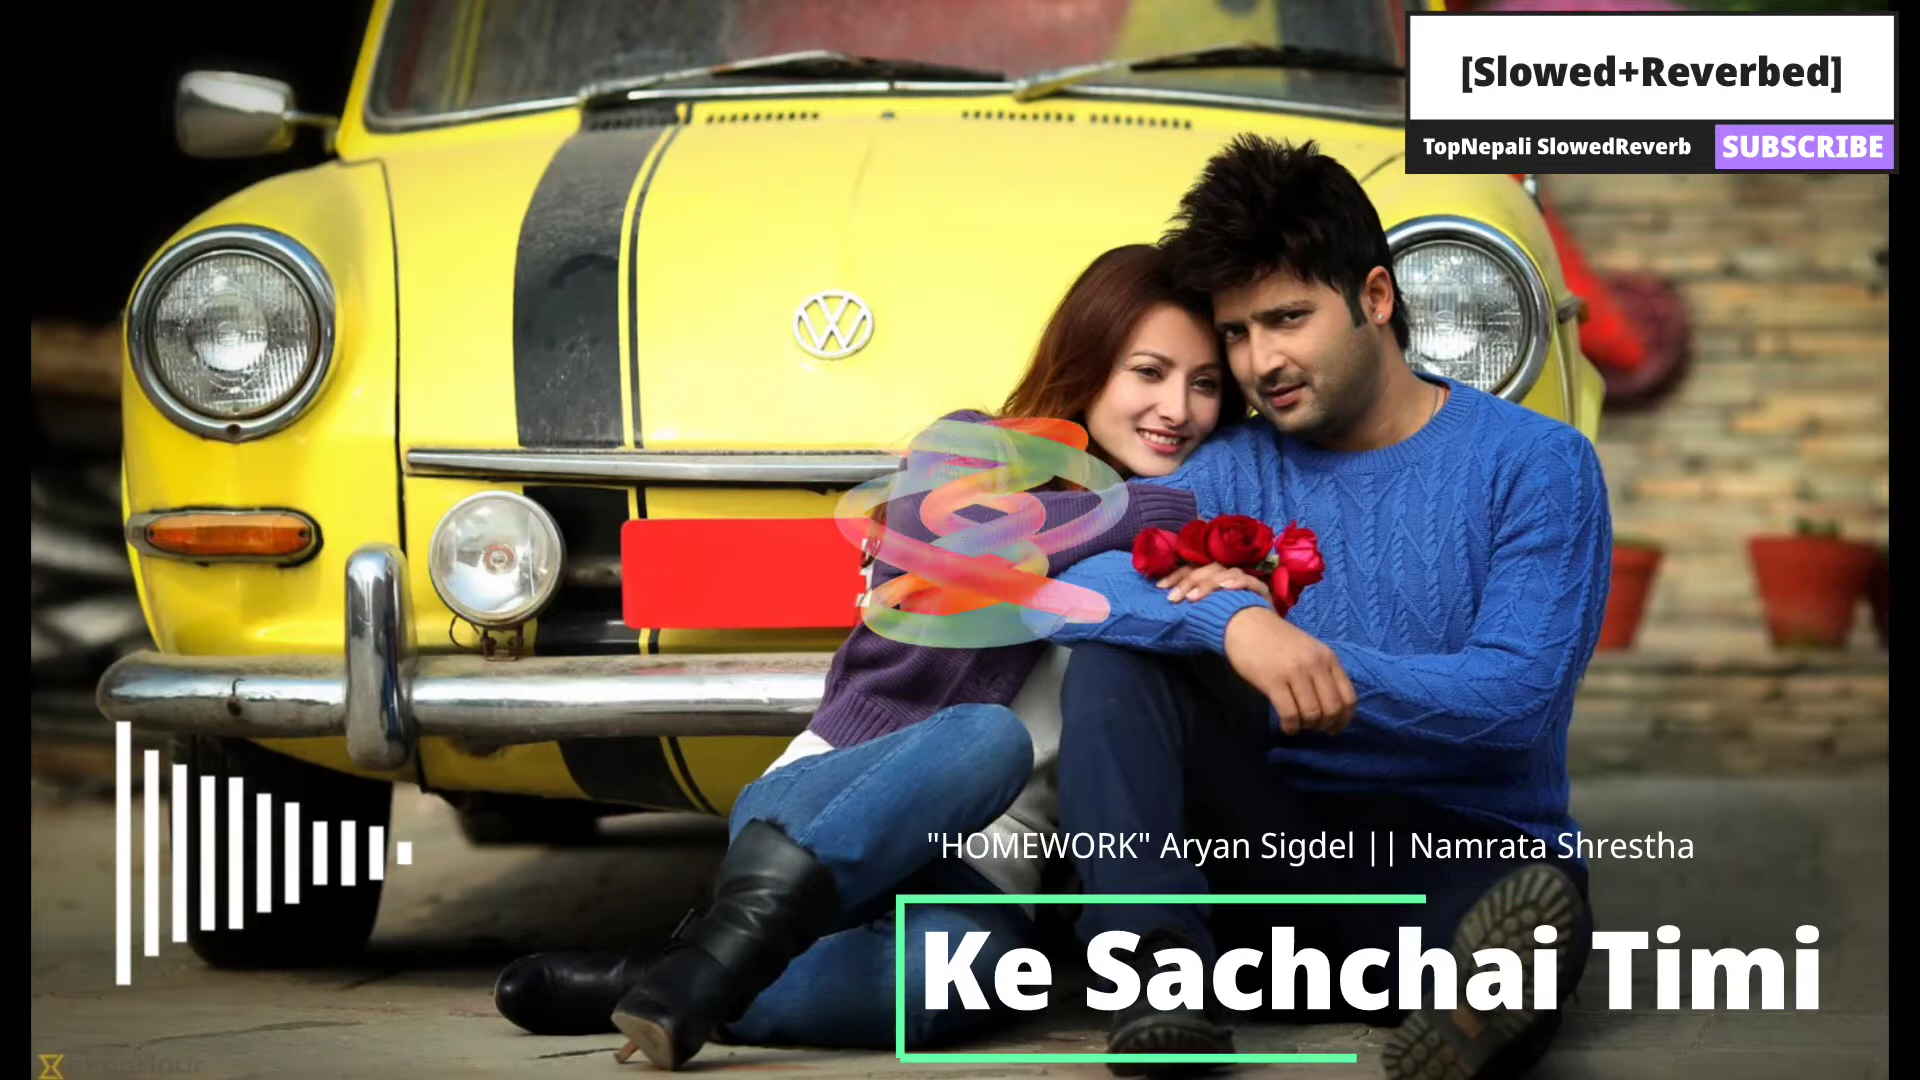 [Slowed+Reverbed]
TopNepali SlowedReverb SUBSCRIBE
"HOMEWORK" Aryan Sigdel || Namrata Shrestha
Ke Sachchai Timi